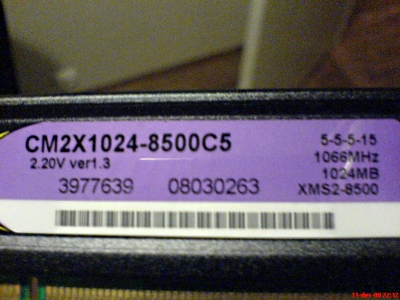 CM2X1024-8500C5
2.20V ver1.3
3977639 08030263
5-5-5-15
1066MHz
1024MB
XMS2-8500